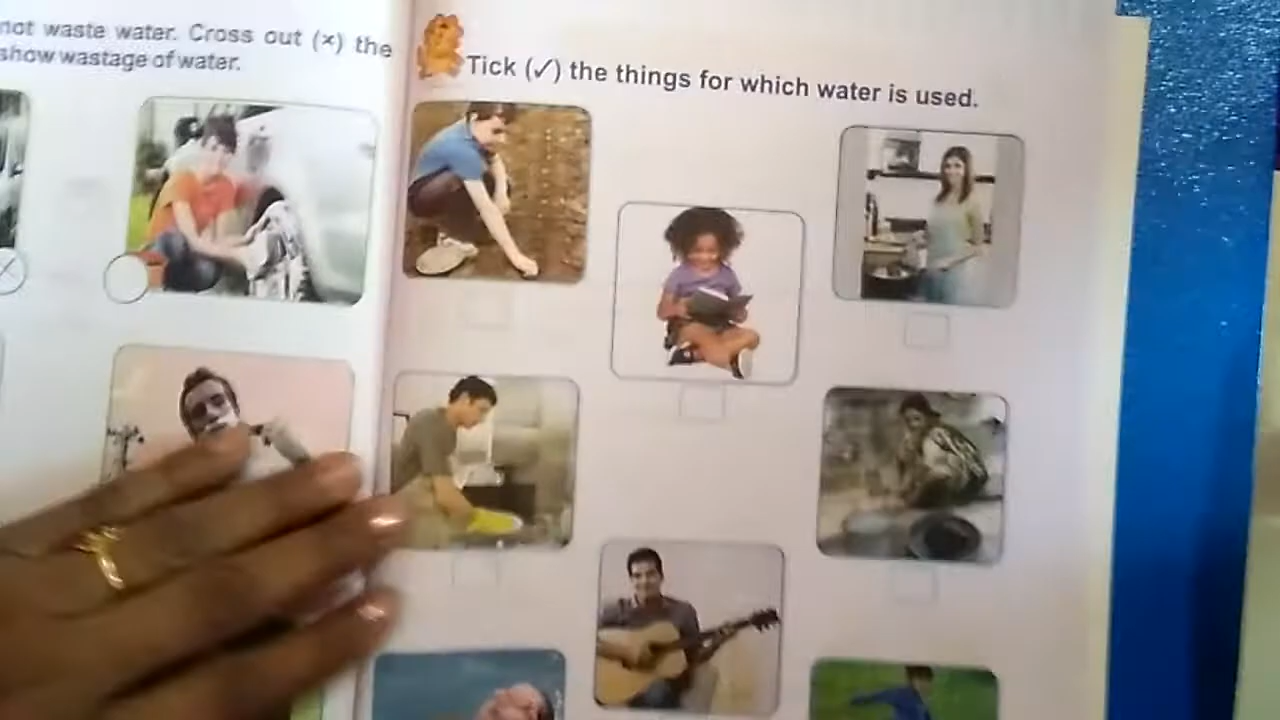 not waste water. Cross out (×) the
show wastage of water.
Tick (✓) the things for which water is used.